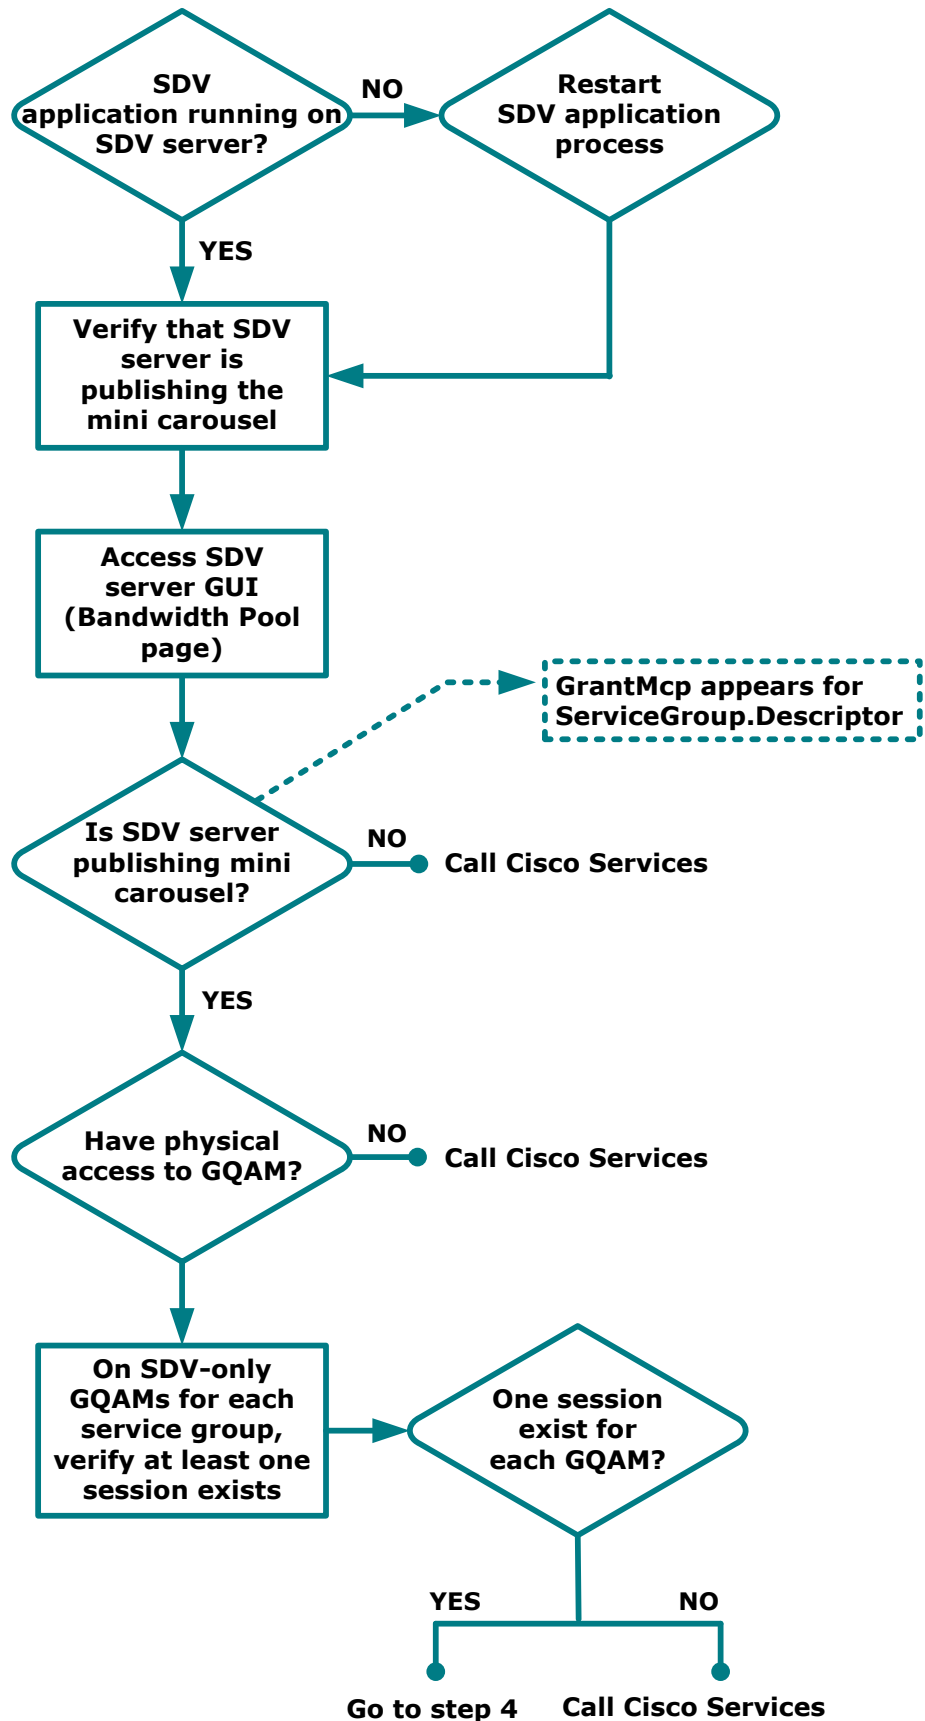 SDV
application running on
SDV server?
NO
Restart
SDV application
process
YES
Verify that SDV
server is
publishing the
mini carousel
Access SDV
server GUI
(Bandwidth Pool
page)
GrantMcp appears for
ServiceGroup.Descriptor
Is SDV server
publishing mini
carousel?
NO
Call Cisco Services
YES
Have physical
access to GQAM?
NO
Call Cisco Services
On SDV-only
GQAMs for each
service group,
verify at least one
session exists
One session
exist for
each GQAM?
YES
NO
Go to step 4
Call Cisco Services